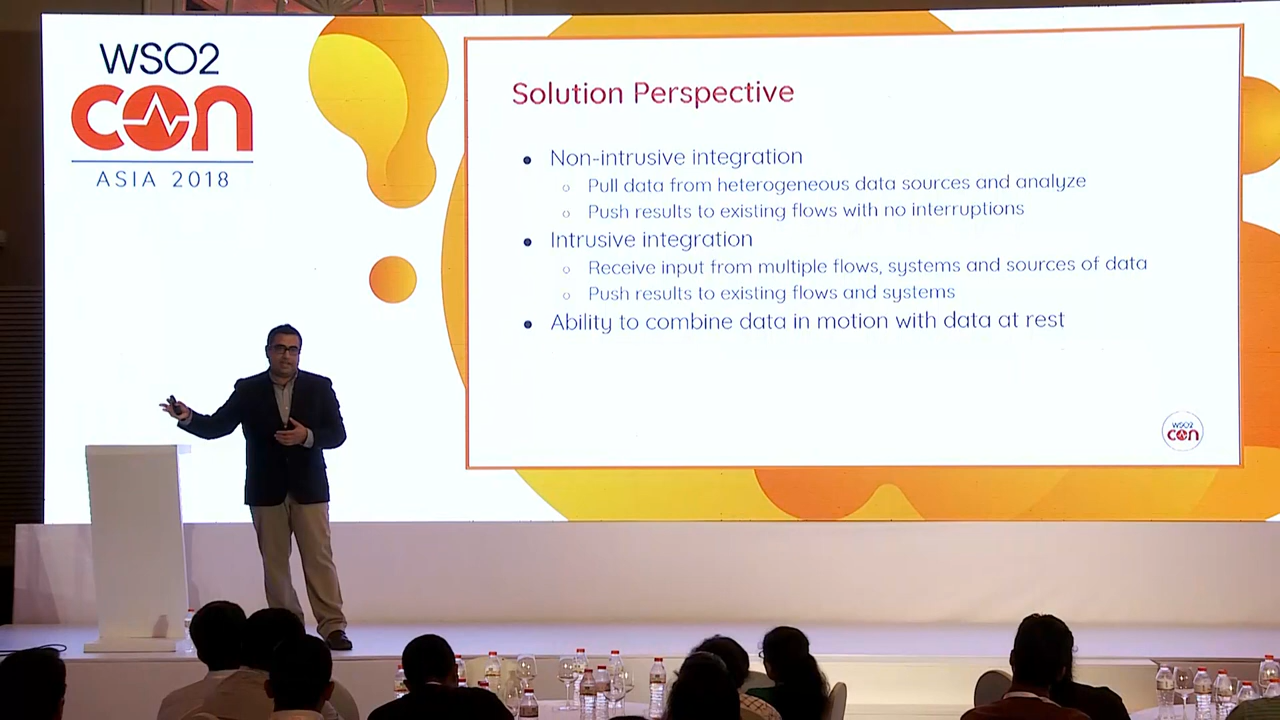 WSO2
con
ASIA 2018
Solution Perspective
● Non-intrusive integration
○ Pull data from heterogeneous data sources and analyze
○ Push results to existing flows with no interruptions
● Intrusive integration
○ Receive input from multiple flows, systems and sources of data
○ Push results to existing flows and systems
● Ability to combine data in motion with data at rest
WSO2
con